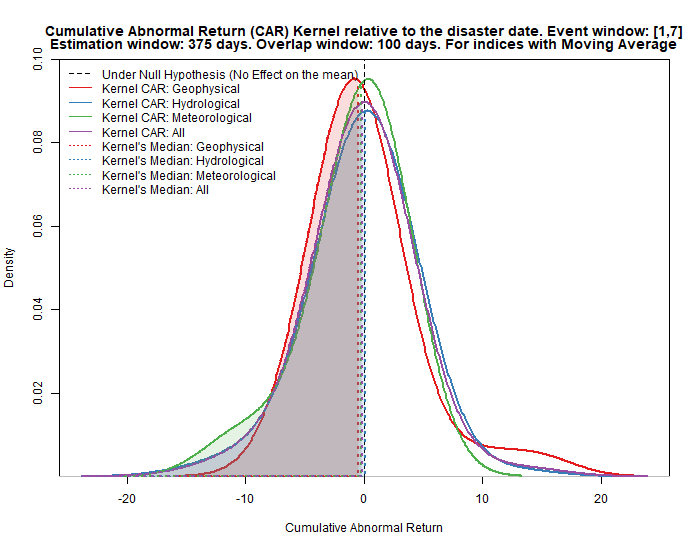 Cumulative Abnormal Return (CAR) Kernel relative to the disaster date. Event window: [1,7]
Estimation window: 375 days. Overlap window: 100 days. For indices with Moving Average
Under Null Hypothesis (No Effect on the mean)
Kernel CAR: Geophysical
Kernel CAR: Hydrological
Kernel CAR: Meteorological
Kernel CAR: All
Kernel's Median: Geophysical
Kernel's Median: Hydrological
Kernel's Median: Meteorological
Kernel's Median: All
0.10
0.08
0.06
0.04
0.02
Density
-20 -10 0 10 20
Cumulative Abnormal Return